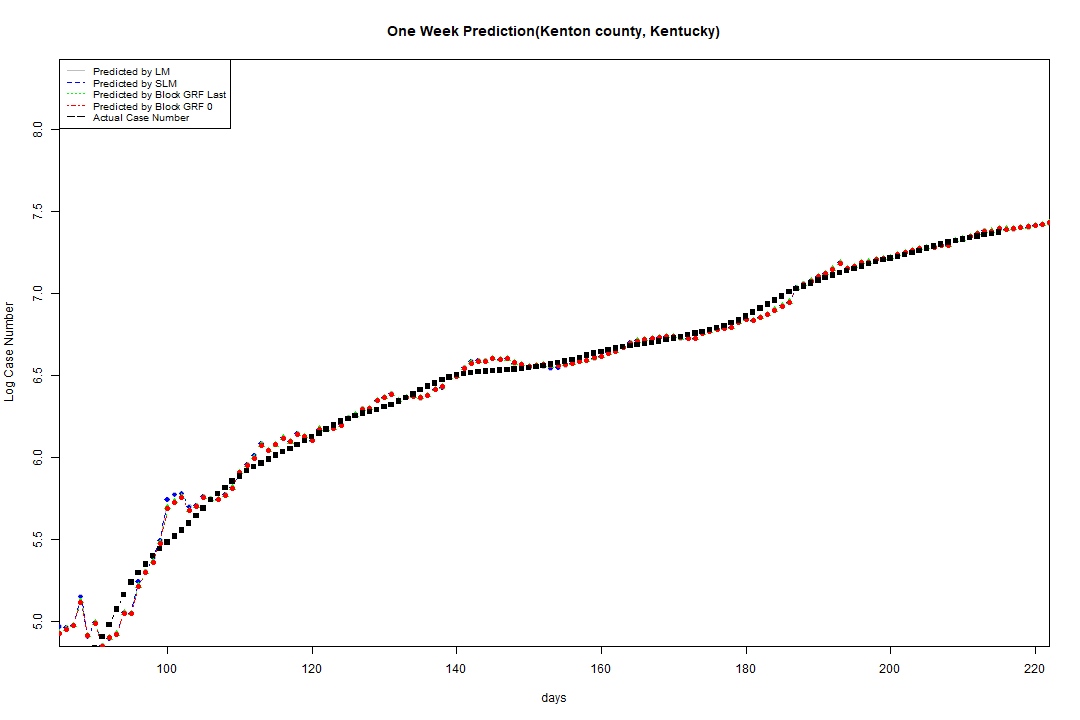 One Week Prediction(Kenton county, Kentucky)
Predicted by LM
Predicted by SLM
Predicted by Block GRF Last
Predicted by Block GRF 0
Actual Case Number
8.0
7.5
7.0
6.5
6.0
5.5
5.0
Log Case Number
100
120
140
160
180
200
220
days